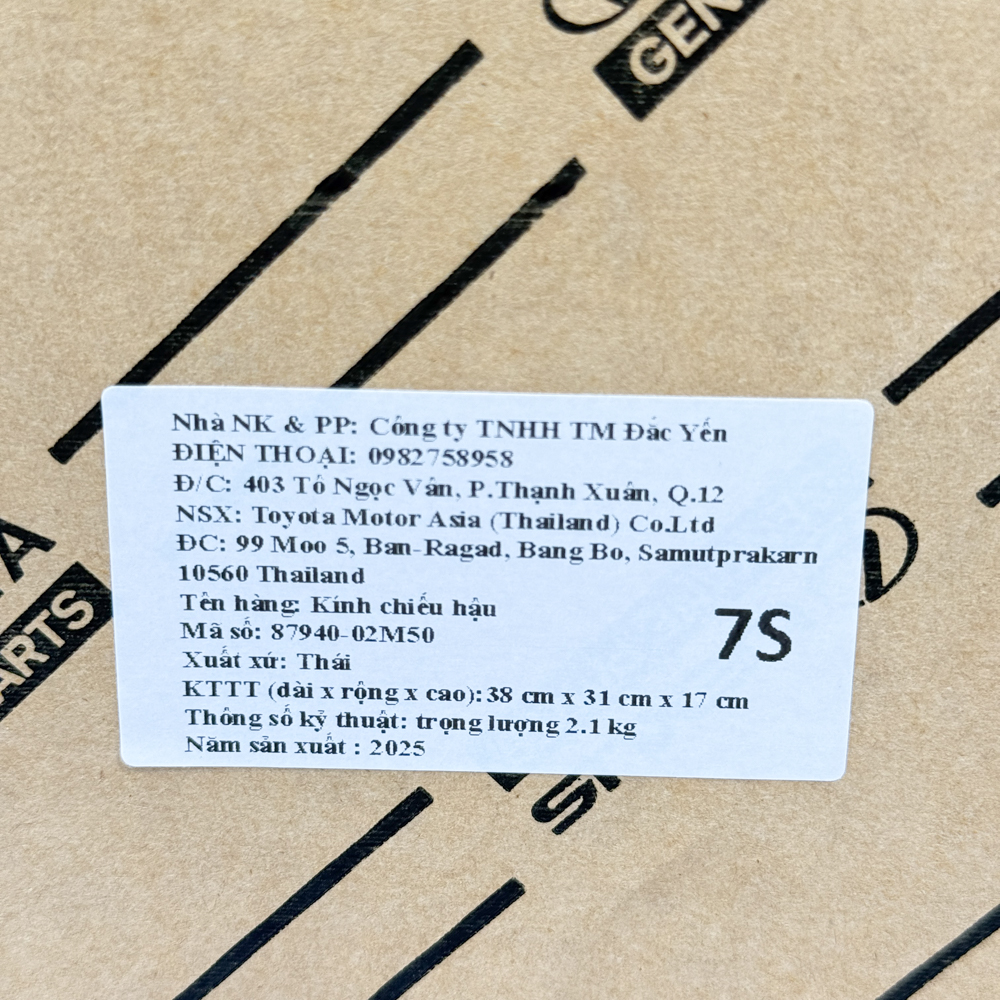 GEN
Nhà NK & PP: Công ty TNHH TM Đắc Yến
ĐIỆN THOẠI: 0982758958
Đ/C: 403 Tô Ngọc Vân, P.Thạnh Xuân, Q.12
NSX: Toyota Motor Asia (Thailand) Co.Ltd
ĐC: 99 Moo 5, Ban-Ragad, Bang Bo, Samutprakarn
10560 Thailand
Tên hàng: Kính chiếu hậu
Mã số: 87940-02M50
Xuất xứ: Thái
KTTT (dài x rộng x cao): 38 cm x 31 cm x 17 cm
Thông số kỹ thuật: trọng lượng 2.1 kg
Năm sản xuất : 2025
7S
A
ARTS